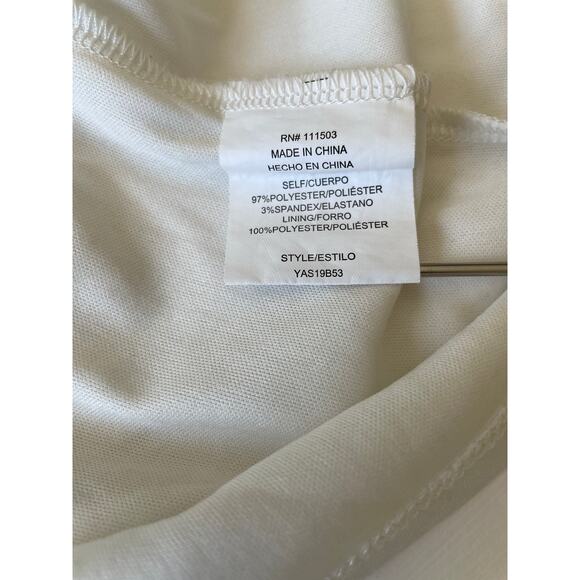 RN# 111503
MADE IN CHINA
HECHO EN CHINA
SELF/CUERPO
97%POLYESTER/POLIÉSTER
3%SPANDEX/ELASTANO
LINING/FORRO
100%POLYESTER/POLIÉSTER
STYLE/ESTILO
YAS19B53